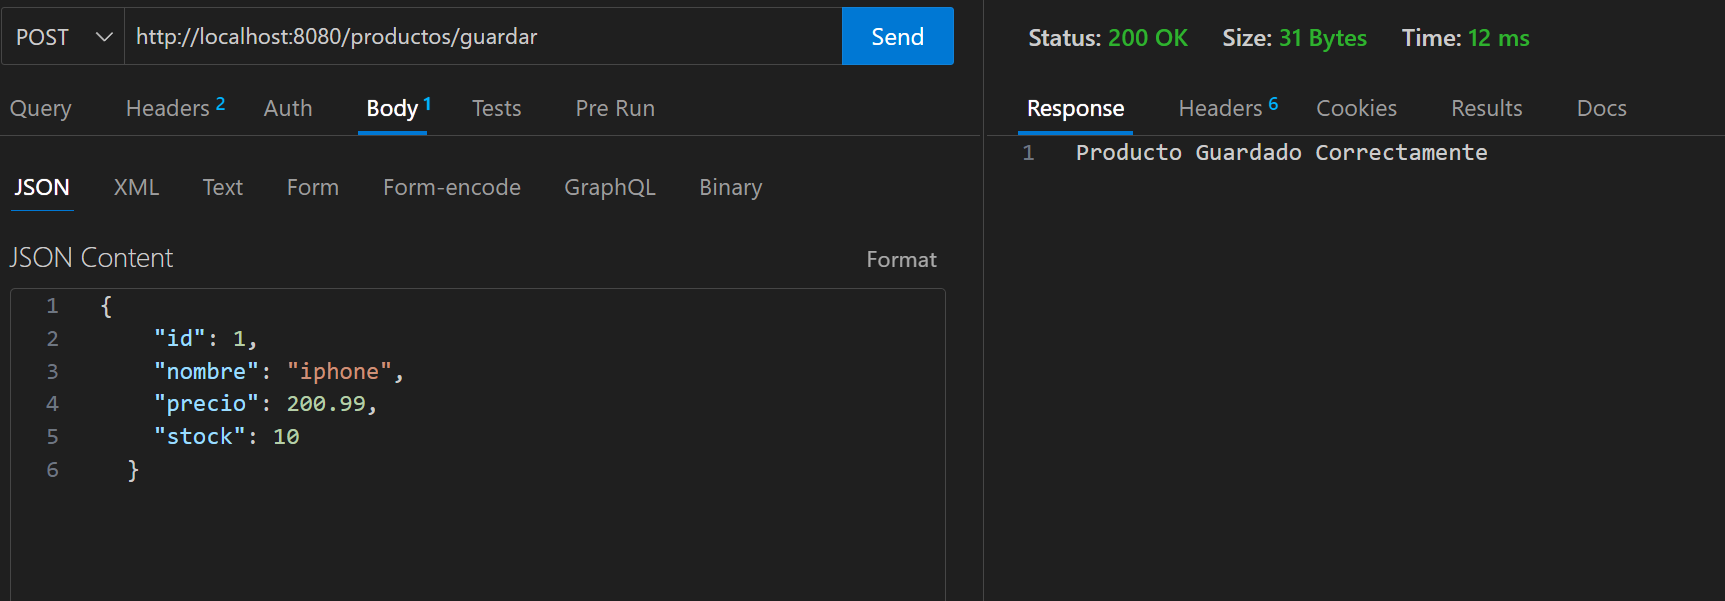 POST http://localhost:8080/productos/guardar Send
Query Headers 2 Auth Body 1 Tests Pre Run
JSON XML Text Form Form-encode GraphQL Binary
JSON Content Format
1 {
2 "id": 1,
3 "nombre": "iphone",
4 "precio": 200.99,
5 "stock": 10
6 }
Status: 200 OK Size: 31 Bytes Time: 12 ms
Response Headers 6 Cookies Results Docs
1 Producto Guardado Correctamente